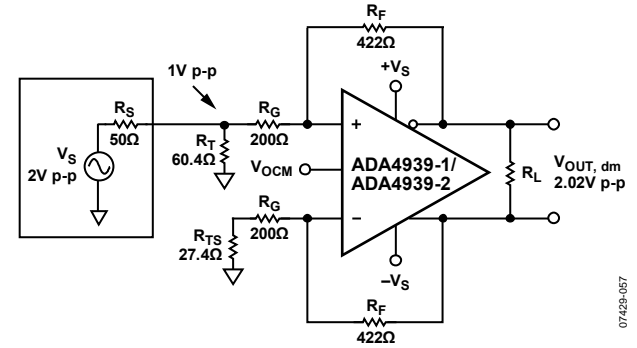 RF
422Ω
1V p-p
+VS
RS
50Ω
RG
200Ω
+
VS
2V p-p
RT
60.4Ω
VOCM
ADA4939-1/
ADA4939-2
RL
VOUT, dm
2.02V p-p
RG
200Ω
–
RTS
27.4Ω
–VS
RF
422Ω
07429-057